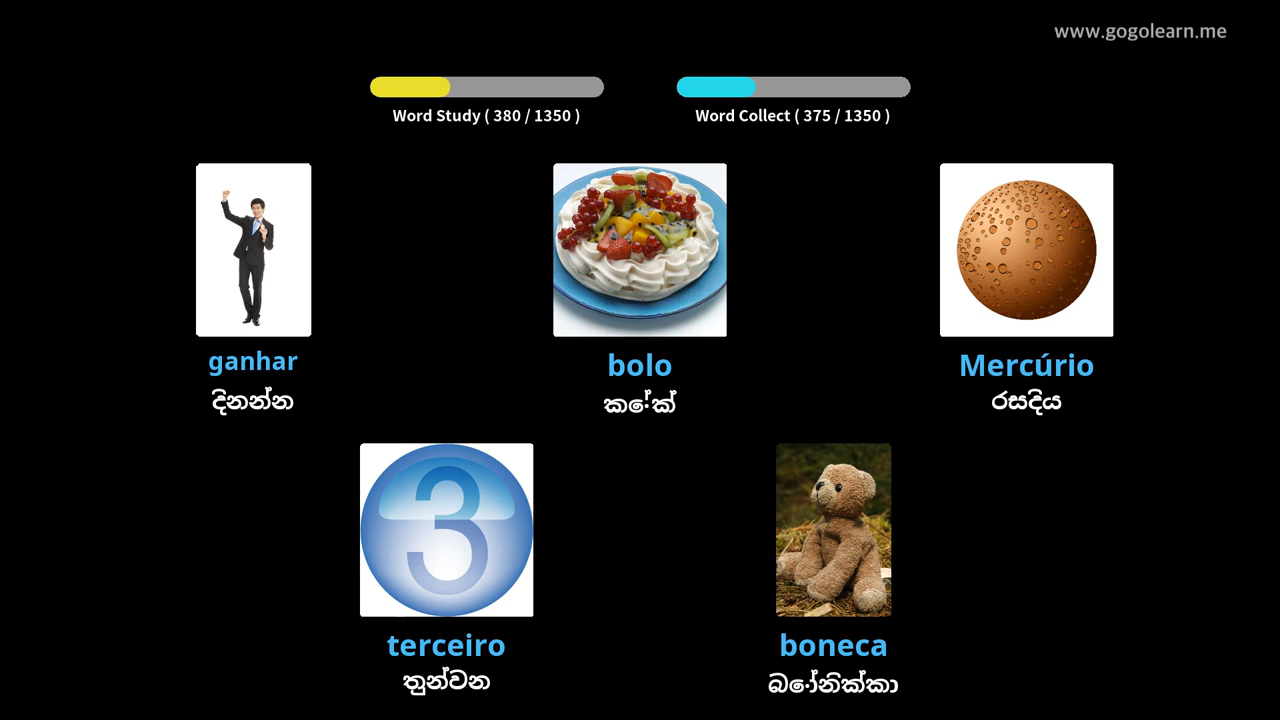 www.gogolearn.me
Word Study ( 380 / 1350 )
Word Collect ( 375 / 1350 )
ganhar
දිනන්න
bolo
කේක්
Mercúrio
රසදිය
terceiro
තුන්වන
boneca
බෝනික්කා
3